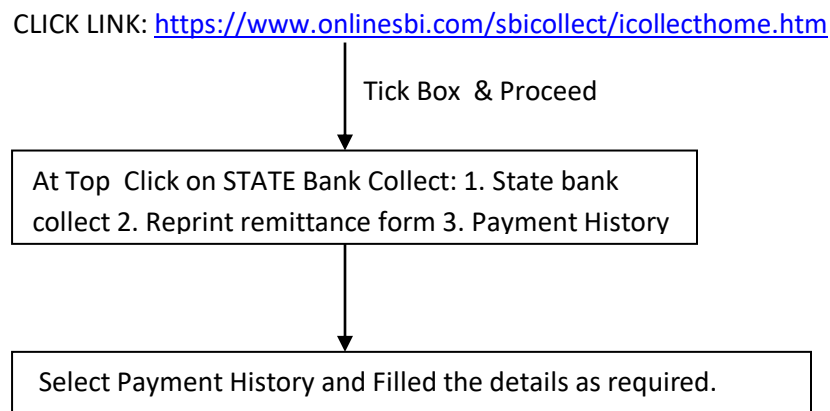 CLICK LINK: https://www.onlinesbi.com/sbicollect/icollecthome.htm
Tick Box & Proceed
At Top Click on STATE Bank Collect: 1. State bank
collect 2. Reprint remittance form 3. Payment History
Select Payment History and Filled the details as required.